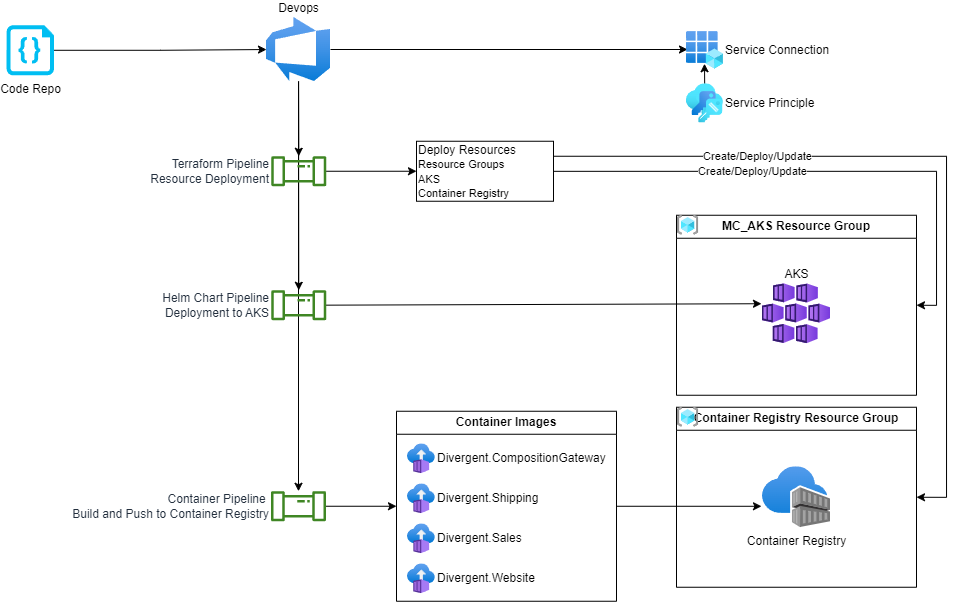 Devops
Code Repo
Service Connection
Service Principle
Terraform Pipeline
Resource Deployment
Deploy Resources
Resource Groups
AKS
Container Registry
Create/Deploy/Update
Create/Deploy/Update
MC_AKS Resource Group
AKS
Helm Chart Pipeline
Deployment to AKS
Container Images
Divergent.CompositionGateway
Divergent.Shipping
Divergent.Sales
Divergent.Website
Container Registry Resource Group
Container Registry
Container Pipeline
Build and Push to Container Registry